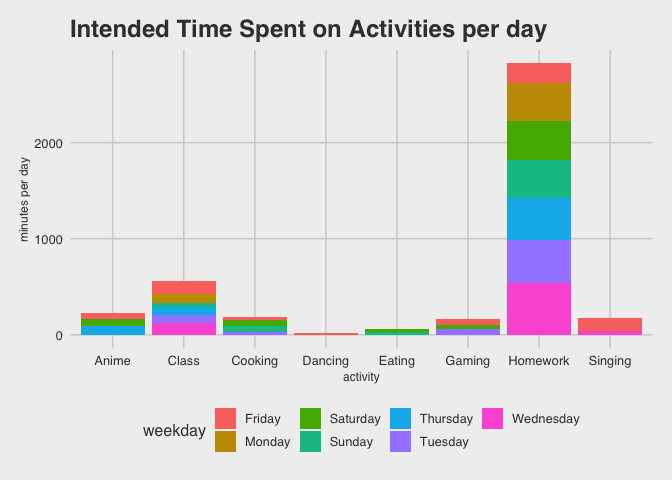 Intended Time Spent on Activities per day
minutes per day
2000
1000
0
Anime Class Cooking Dancing Eating Gaming Homework Singing
activity
weekday
Friday Saturday Thursday Wednesday
Monday Sunday Tuesday